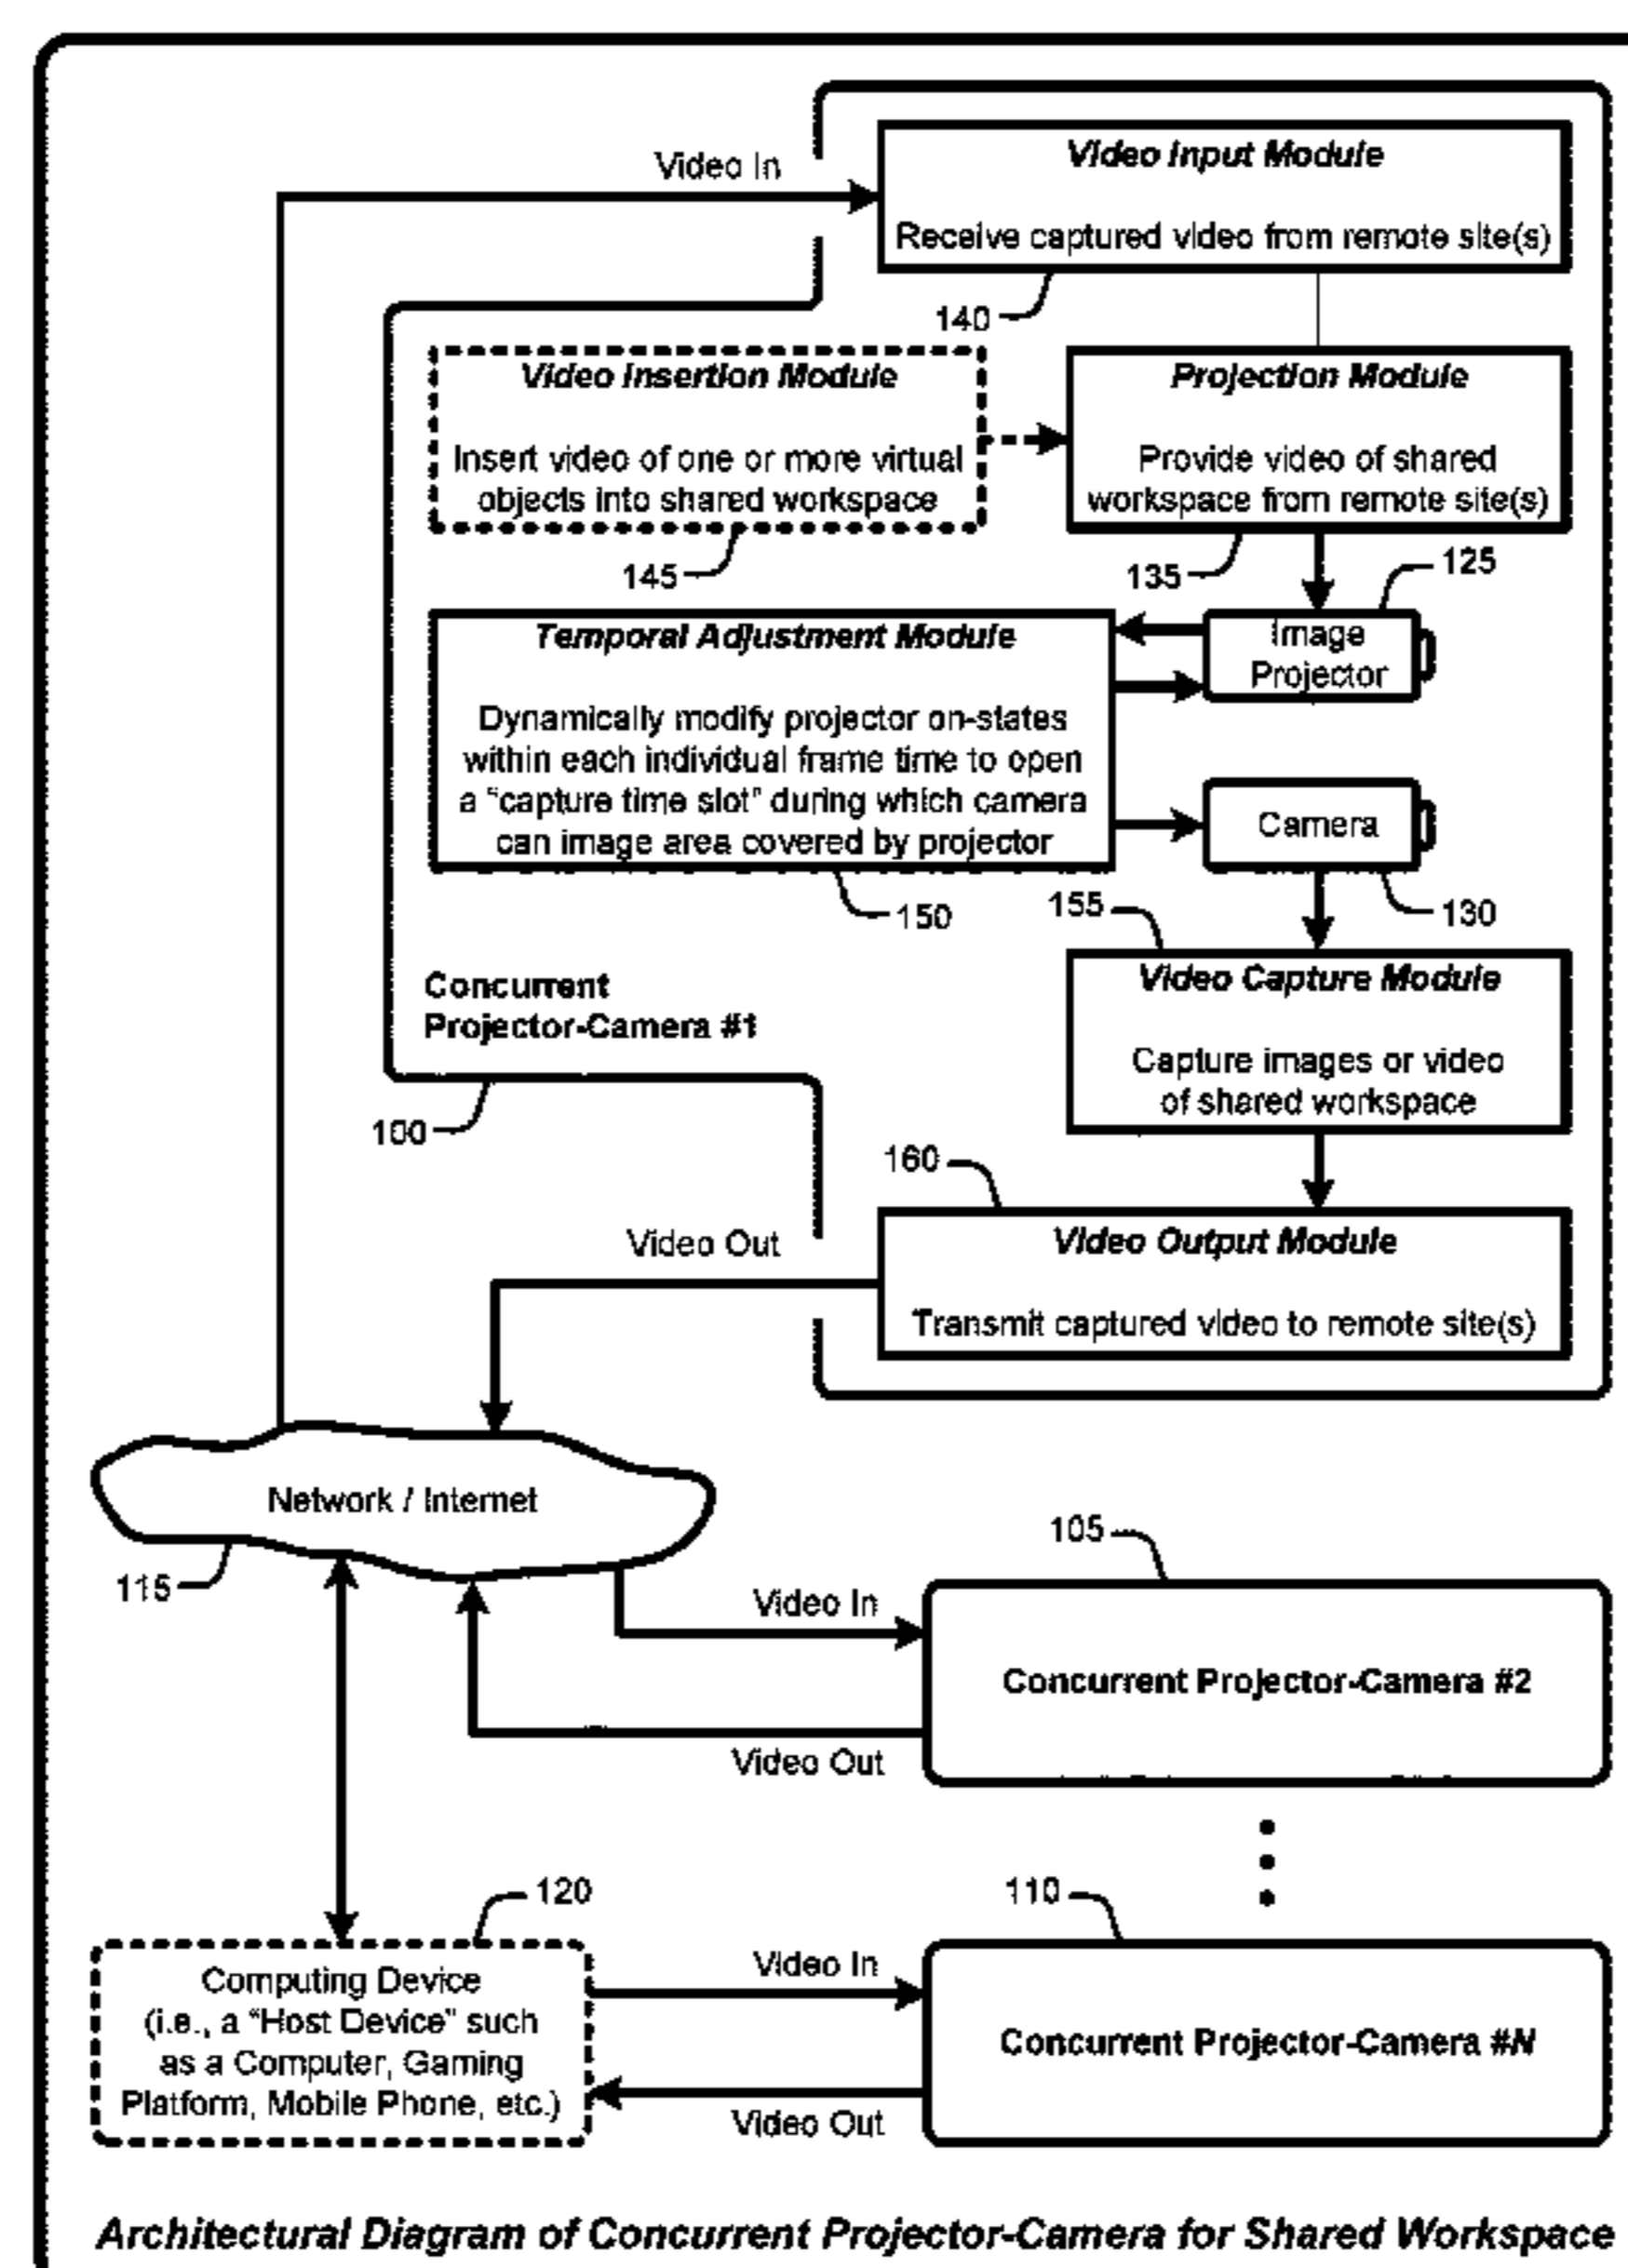 Video In
Video Input Module
Receive captured video from remote site(s)
140
Video Insertion Module
Insert video of one or more virtual
objects into shared workspace
145
Projection Module
Provide video of shared
workspace from remote site(s)
135
125
Temporal Adjustment Module
Dynamically modify projector on-states
within each individual frame time to open
a “capture time slot” during which camera
can image area covered by projector
150
Image
Projector
Camera
130
155
Video Capture Module
Capture images or video
of shared workspace
Concurrent
Projector-Camera #1
100
160
Video Output Module
Transmit captured video to remote site(s)
Video Out
Network / Internet
115
105
Video In
Concurrent Projector-Camera #2
Video Out
120
Computing Device
(i.e., a “Host Device” such
as a Computer, Gaming
Platform, Mobile Phone, etc.)
110
Video In
Concurrent Projector-Camera #N
Video Out
Architectural Diagram of Concurrent Projector-Camera for Shared Workspace